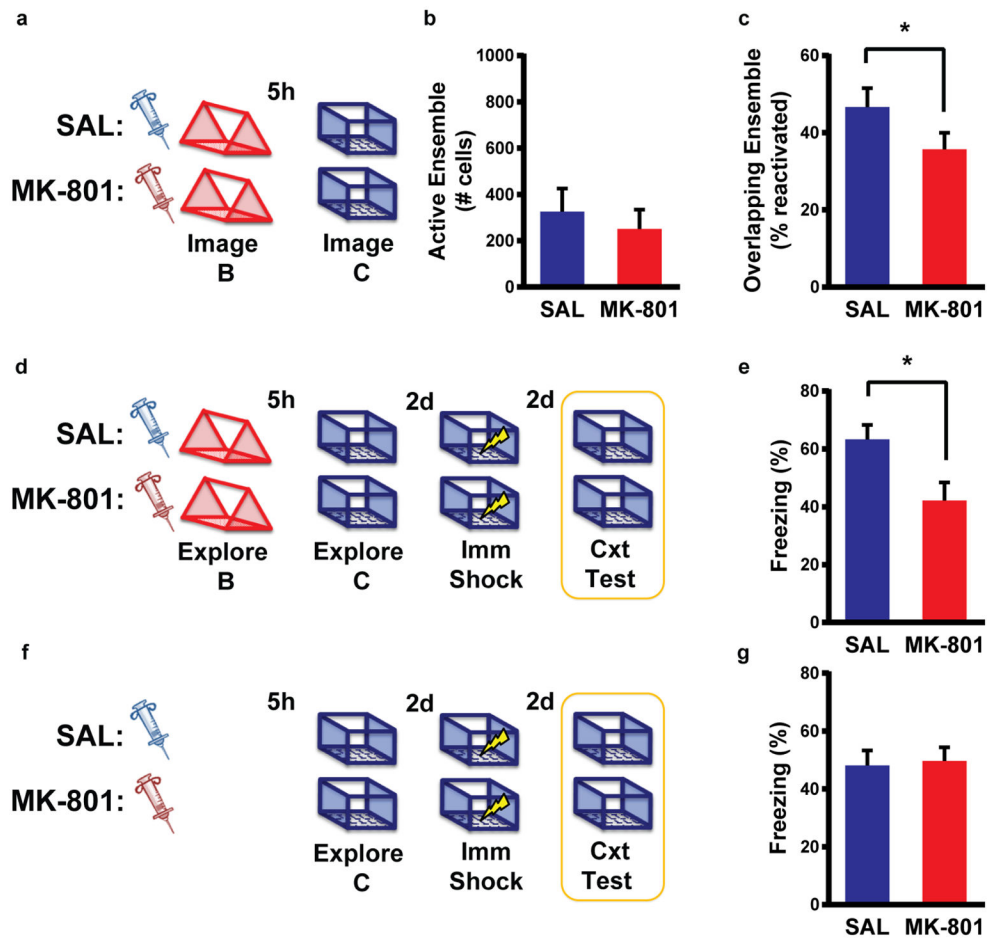 a
SAL:
MK-801:
5h
Image
B
Image
C
b
Active Ensemble
(# cells)
1000
800
600
400
200
0
SAL MK-801
c
Overlapping Ensemble
(% reactivated)
60
40
20
0
*
SAL MK-801
d
SAL:
MK-801:
5h
2d
2d
Explore
B
Explore
C
Imm
Shock
Cxt
Test
e
Freezing (%)
80
60
40
20
0
*
SAL MK-801
f
SAL:
MK-801:
5h
2d
2d
Explore
C
Imm
Shock
Cxt
Test
g
Freezing (%)
80
60
40
20
0
SAL MK-801